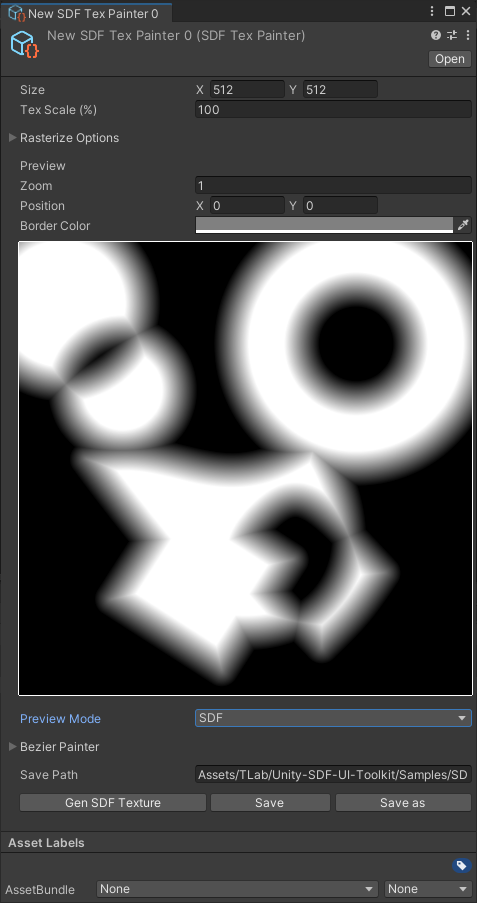 New SDF Tex Painter 0
New SDF Tex Painter 0 (SDF Tex Painter)
Open
Size X 512 Y 512
Tex Scale (%) 100
Rasterize Options
Preview
Zoom 1
Position X 0 Y 0
Border Color
Preview Mode SDF
Bezier Painter
Save Path Assets/TLab/Unity-SDF-UI-Toolkit/Samples/SD
Gen SDF Texture Save Save as
Asset Labels
AssetBundle None None